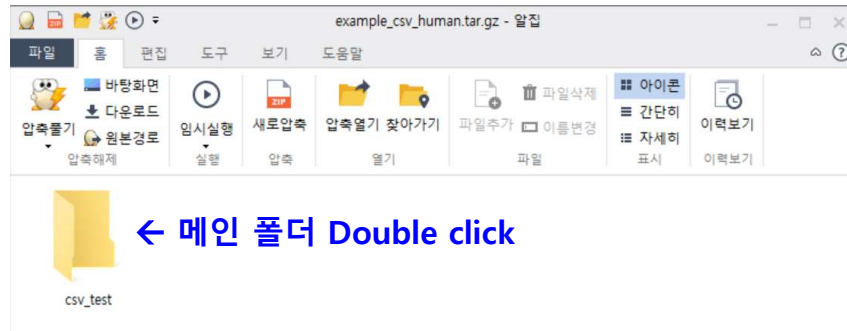 example_csv_human.tar.gz - 알집
파일 홈 편집 도구 보기 도움말
압축풀기 바탕화면 다운로드 원본경로 임시실행 ZIP 새로압축 압축열기 찾아가기 파일추가 파일삭제 이름변경 아이콘 간단히 자세히 이력보기
압축해제 실행 압축 열기 파일 표시 이력보기
← 메인 폴더 Double click
csv_test